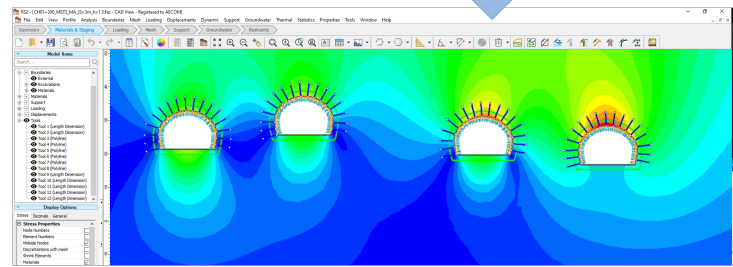 RS2 - [CH81+300_MST3_MA_J5v3m_k=1.5.fez - CAD View - Registered to AECOM]
File Edit View Profile Analysis Boundaries Mesh Loading Displacements Dynamic Support Groundwater Thermal Statistics Properties Tools Window Help
Geometry Materials & Staging Loading Mesh Support Groundwater Restraints
Model Items
Search...
Boundaries
External
Excavations
Materials
Materials
Support
Loading
Displacements
Tools
Tool 1 (Length Dimension)
Tool 2 (Length Dimension)
Tool 3 (Polyline)
Tool 4 (Polyline)
Tool 5 (Polyline)
Tool 6 (Polyline)
Tool 7 (Polyline)
Tool 8 (Polyline)
Tool 9 (Length Dimension)
Tool 10 (Length Dimension)
Tool 11 (Length Dimension)
Tool 12 (Length Dimension)
Tool 13 (Length Dimension)
Display Options
Stress Decimals General
Stress Properties
Node Numbers
Element Numbers
Midside Nodes
Discretizations with mesh
Shrink Elements
Materials